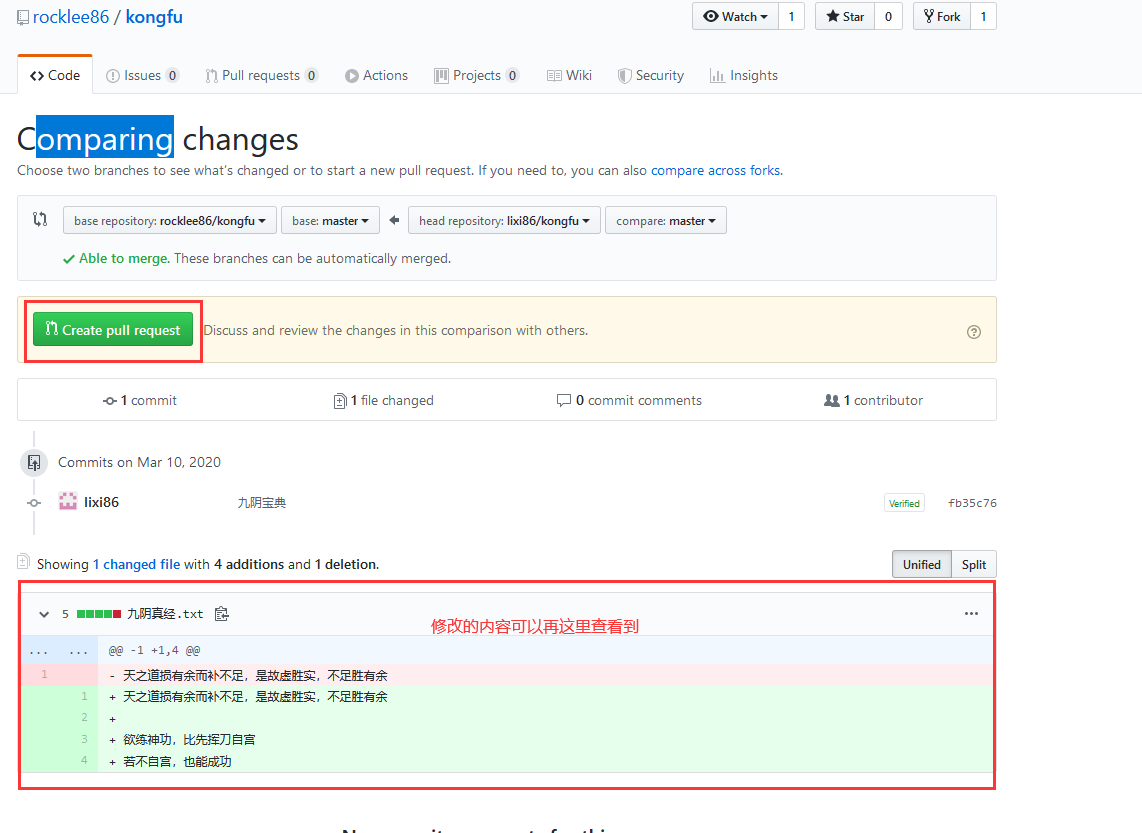 rocklee86 / kongfu
Watch 1 Star 0 Fork 1
Code Issues 0 Pull requests 0 Actions Projects 0 Wiki Security Insights
Comparing changes
Choose two branches to see what's changed or to start a new pull request. If you need to, you can also compare across forks.
base repository: rocklee86/kongfu base: master head repository: lixi86/kongfu compare: master
Able to merge. These branches can be automatically merged.
Create pull request Discuss and review the changes in this comparison with others.
1 commit 1 file changed 0 commit comments 1 contributor
Commits on Mar 10, 2020
lixi86 九阴宝典 Verified fb35c76
Showing 1 changed file with 4 additions and 1 deletion. Unified Split
5 九阴真经.txt
修改的内容可以再这里查看到
... ... @@ -1 +1,4 @@
1 - 天之道损有余而补不足，是故虚胜实，不足胜有余
1 + 天之道损有余而补不足，是故虚胜实，不足胜有余
2 +
3 + 欲练神功，比先挥刀自宫
4 + 若不自宫，也能成功